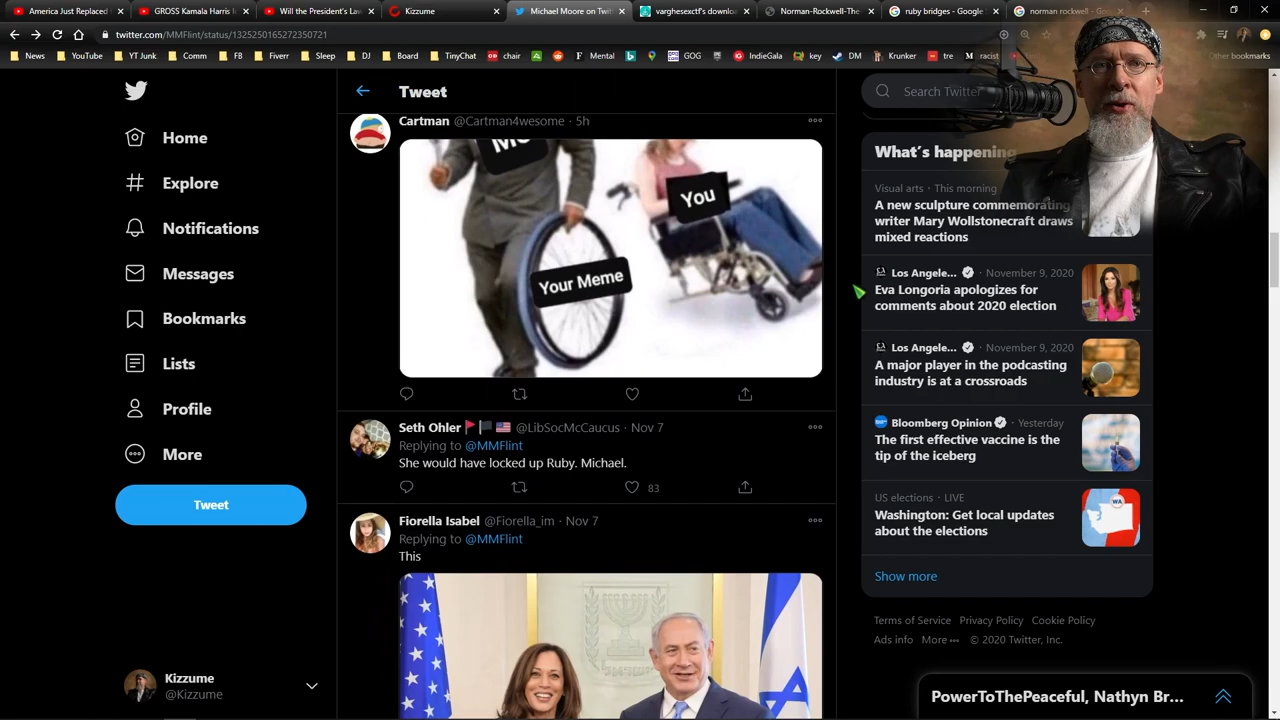 America Just Replaced
GROSS Kamala Harris
Will the President's La
Kizzume
Michael Moore on Twi
varghesexctf's downlo
Norman-Rockwell-The
ruby bridges - Google
norman rockwell - Goo
twitter.com/MMFlint/status/1325250165272350721
News
YouTube
YT Junk
Comm
FB
Fiverr
Sleep
DJ
Board
TinyChat
chair
Mental
GOG
IndieGala
key
DM
Krunker
tre
racist
Other bookmarks
Home
Explore
Notifications
Messages
Bookmarks
Lists
Profile
More
Tweet
Kizzume
@Kizzume
Tweet
Cartman @Cartman4wesome · 5h
You
Your Meme
Seth Ohler @LibSocMcCaucus · Nov 7
Replying to @MMFlint
She would have locked up Ruby. Michael.
83
Fiorella Isabel @Fiorella_im · Nov 7
Replying to @MMFlint
This
Search Twitter
What's happening
Visual arts · This morning
A new sculpture commemorating
writer Mary Wollstonecraft draws
mixed reactions
Los Angele... · November 9, 2020
Eva Longoria apologizes for
comments about 2020 election
Los Angele... · November 9, 2020
A major player in the podcasting
industry is at a crossroads
Bloomberg Opinion · Yesterday
The first effective vaccine is the
tip of the iceberg
US elections · LIVE
Washington: Get local updates
about the elections
WA
Show more
Terms of Service Privacy Policy Cookie Policy
Ads info More © 2020 Twitter, Inc.
PowerToThePeaceful, Nathyn Br...